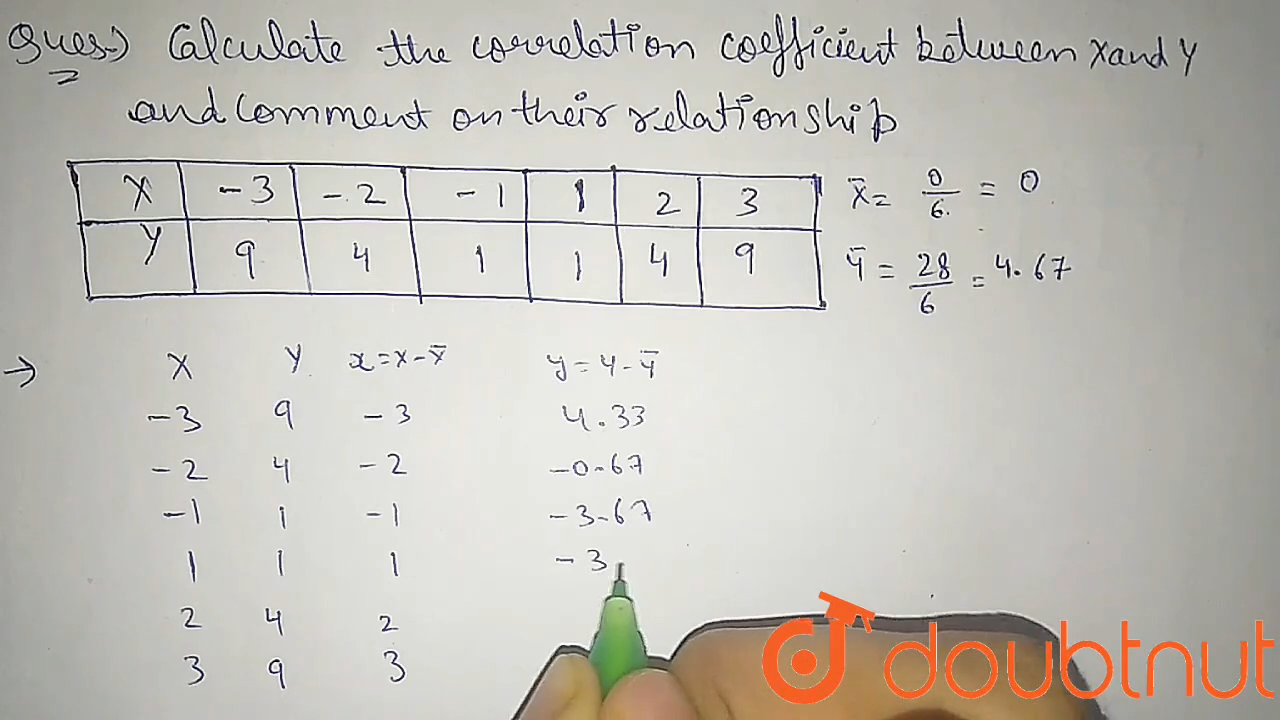 Ques) Calculate the correlation coefficient between X and Y
and comment on their relationship
X -3 -2 -1 1 2 3
Y 9 4 1 1 4 9
X̄ = 0/6 = 0
Ȳ = 28/6 = 4.67
→ X Y x=X-X̄ y=Y-Ȳ
-3 9 -3 4.33
-2 4 -2 -0.67
-1 1 -1 -3.67
1 1 1 -3.
2 4 2
3 9 3
doubtnut